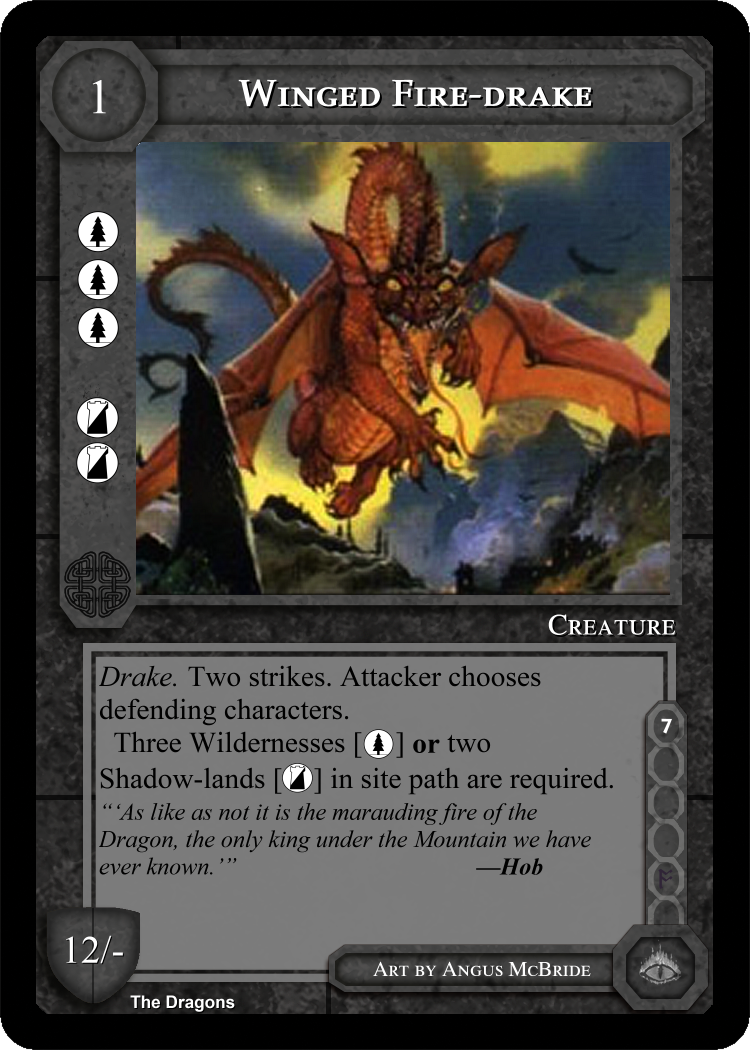 1
Winged Fire-drake
Creature
Drake. Two strikes. Attacker chooses
defending characters.
Three Wildernesses [ ] or two
Shadow-lands [ ] in site path are required.
“‘As like as not it is the marauding fire of the
Dragon, the only king under the Mountain we have
ever known.’” —Hob
7
12/-
Art by Angus McBride
The Dragons